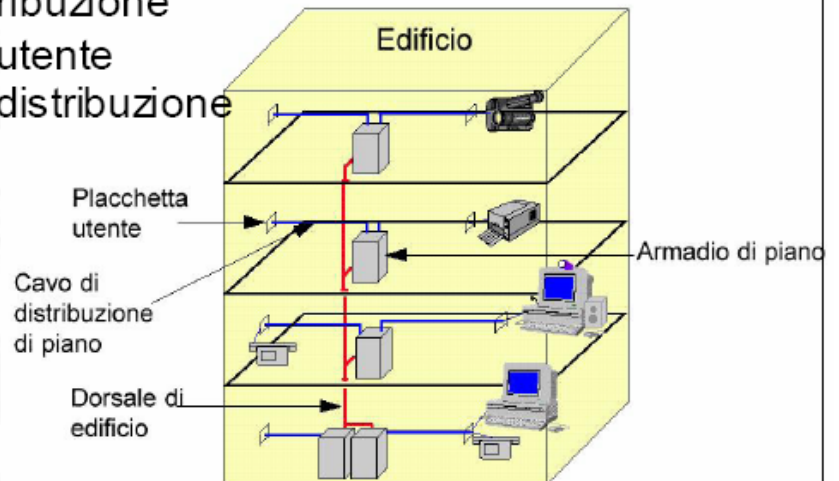 utente
distribuzione
Edificio
Placchetta
utente
Armadio di piano
Cavo di
distribuzione
di piano
Dorsale di
edificio